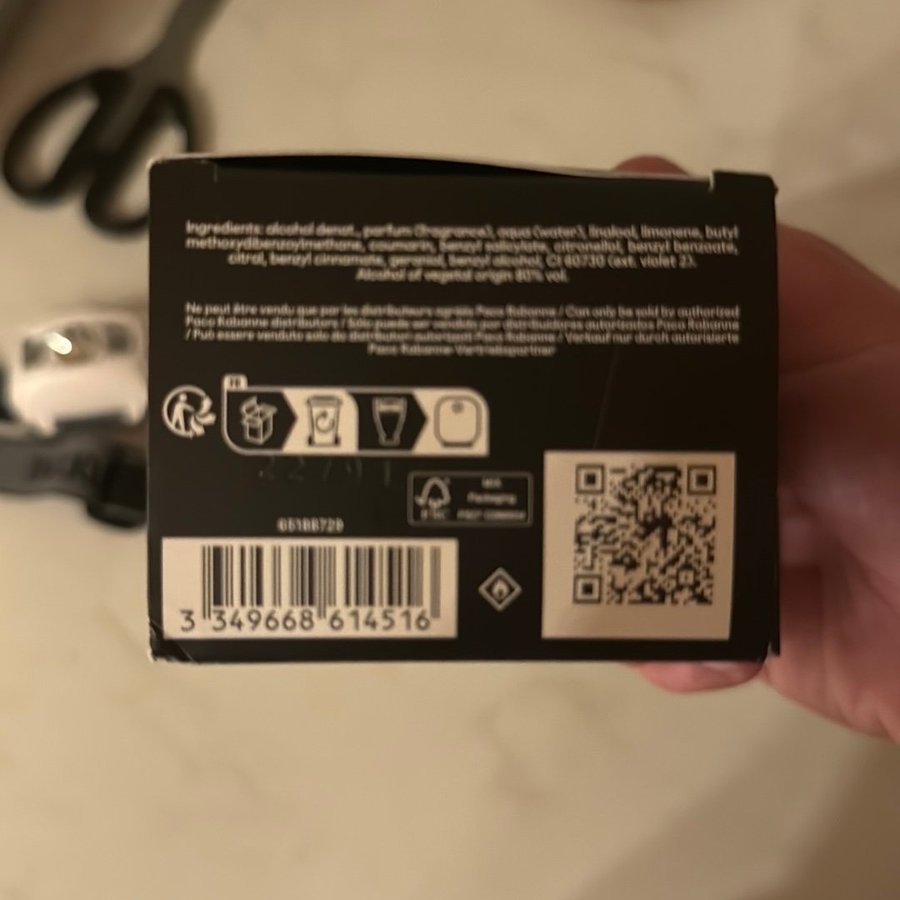 Ingredients: alcohol denat., parfum (fragrance), aqua (water), linalool, limonene, butyl
methoxydibenzoylmethane, coumarin, benzyl salicylate, citronellol, benzyl benzoate,
citral, benzyl cinnamate, geraniol, benzyl alcohol, CI 60730 (ext. violet 2).
Alcohol of vegetal origin 80% vol.
Ne peut être vendu que par les distributeurs agréés Paco Rabanne / Can only be sold by authorized
Paco Rabanne distributors / Sólo puede ser vendido por distribuidores autorizados Paco Rabanne
/ Può essere venduto solo da distributori autorizzati Paco Rabanne / Verkauf nur durch autorisierte
Paco Rabanne-Vertriebspartner
FR
MIX
Packaging
FSC
65188729
3 349668 614516